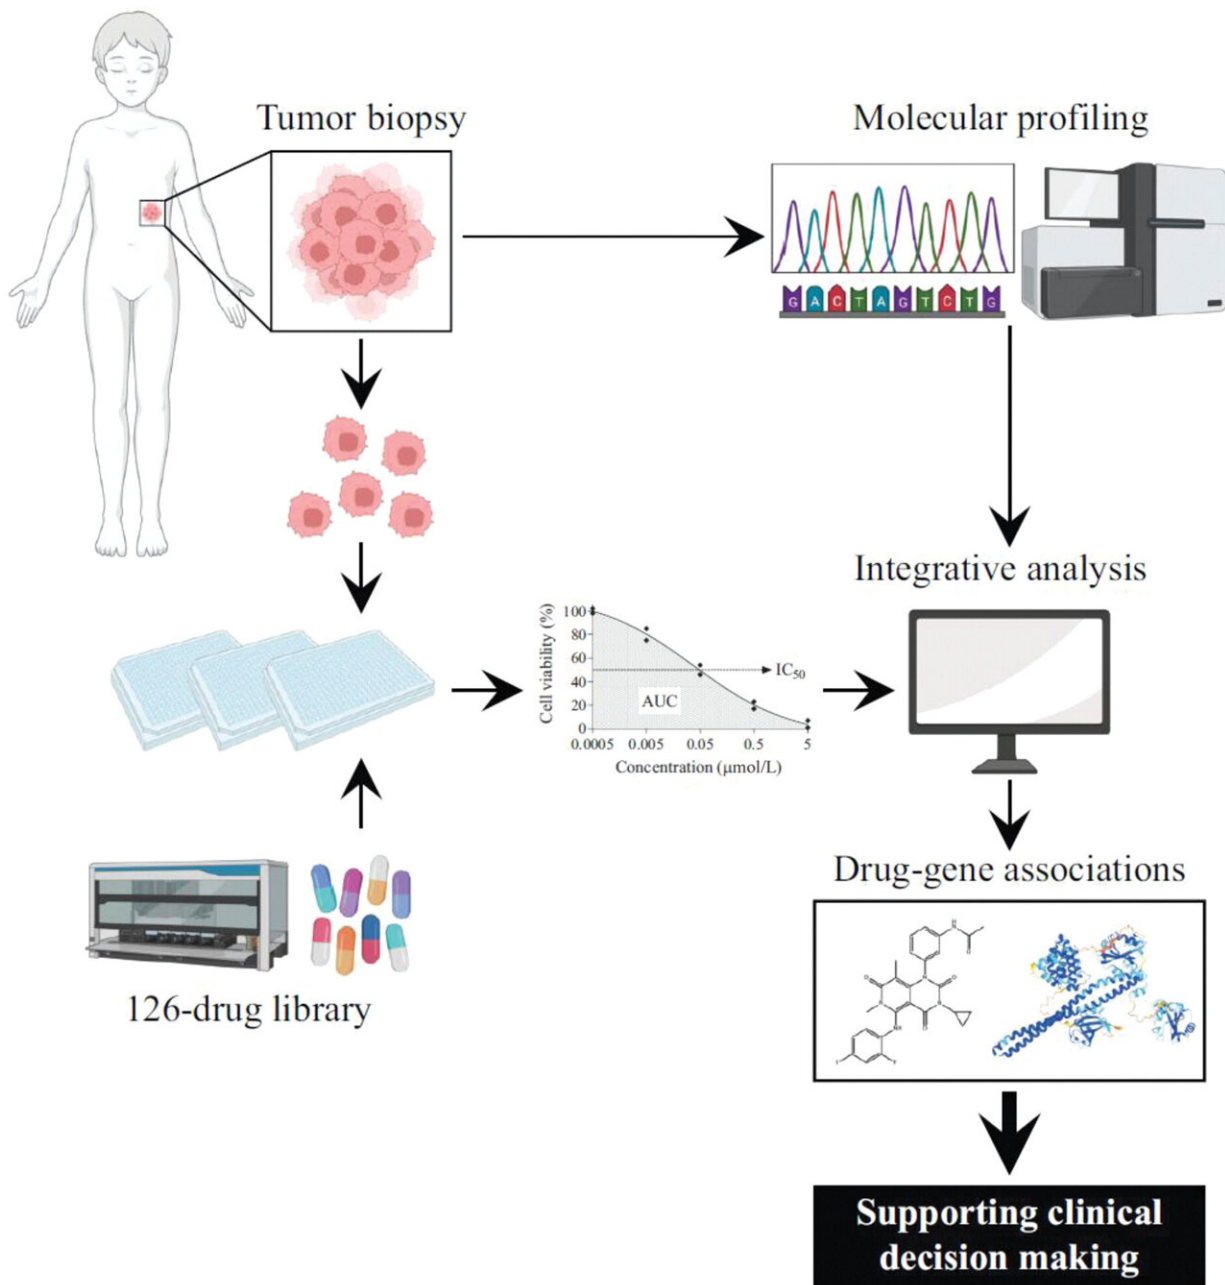 Tumor biopsy
Molecular profiling
G A C T A G T C T G
Integrative analysis
Cell viability (%)
100
80
60
40
20
0
IC50
AUC
0.0005 0.005 0.05 0.5 5
Concentration (μmol/L)
Drug-gene associations
H
N
O
O
N
O
N
N
O
NH
F
F
126-drug library
Supporting clinical
decision making